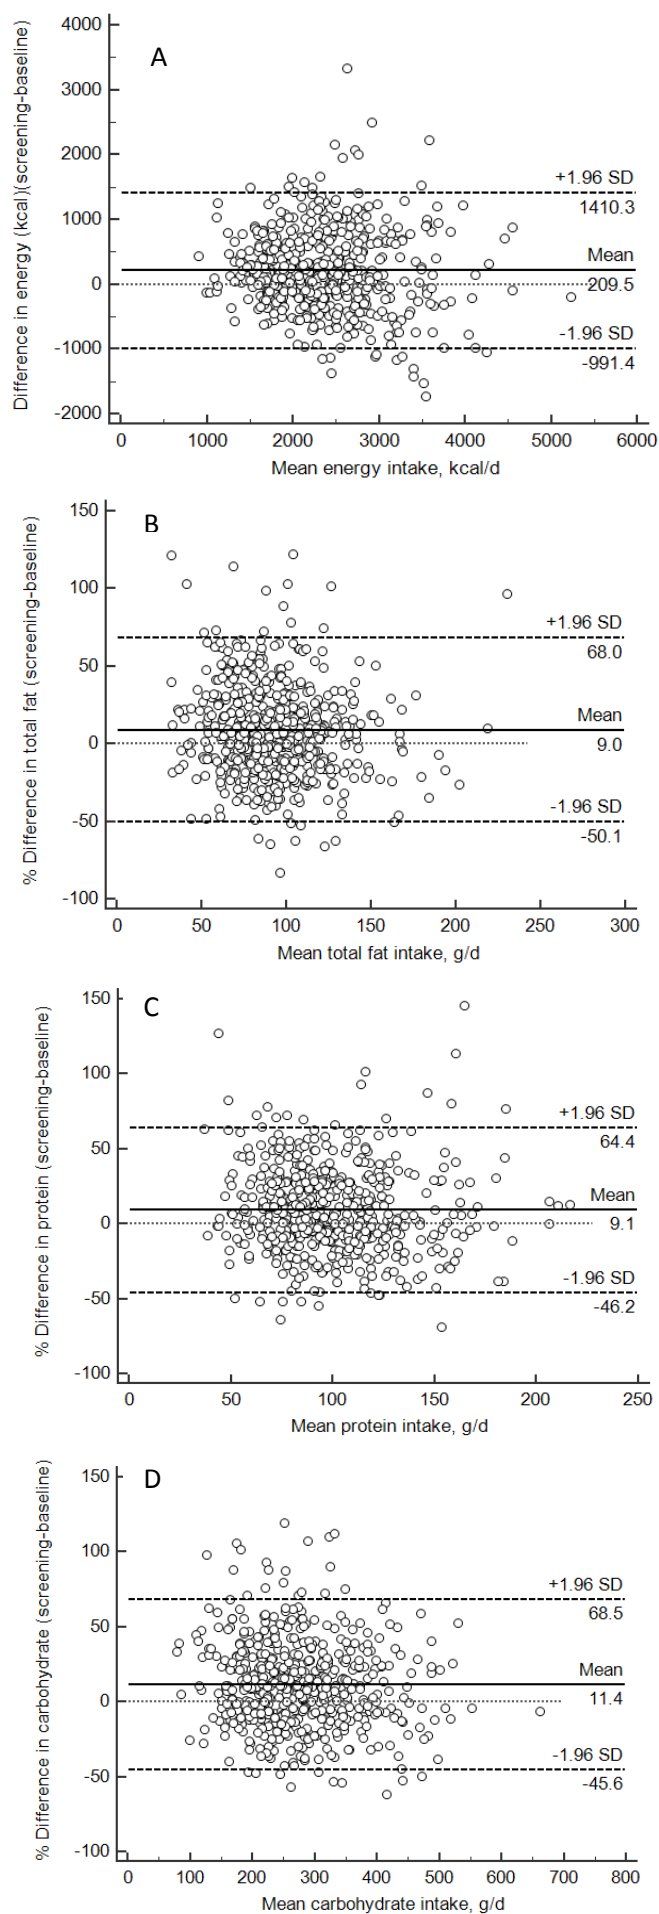 A
Difference in energy (kcal)(screening-baseline)
4000
3000
2000
1000
0
-1000
-2000
+1.96 SD
1410.3
Mean
209.5
-1.96 SD
-991.4
0 1000 2000 3000 4000 5000 6000
Mean energy intake, kcal/d
B
% Difference in total fat (screening-baseline)
150
100
50
0
-50
-100
+1.96 SD
68.0
Mean
9.0
-1.96 SD
-50.1
0 50 100 150 200 250 300
Mean total fat intake, g/d
C
% Difference in protein (screening-baseline)
150
100
50
0
-50
-100
+1.96 SD
64.4
Mean
9.1
-1.96 SD
-46.2
0 50 100 150 200 250
Mean protein intake, g/d
D
% Difference in carbohydrate (screening-baseline)
150
100
50
0
-50
-100
+1.96 SD
68.5
Mean
11.4
-1.96 SD
-45.6
0 100 200 300 400 500 600 700 800
Mean carbohydrate intake, g/d